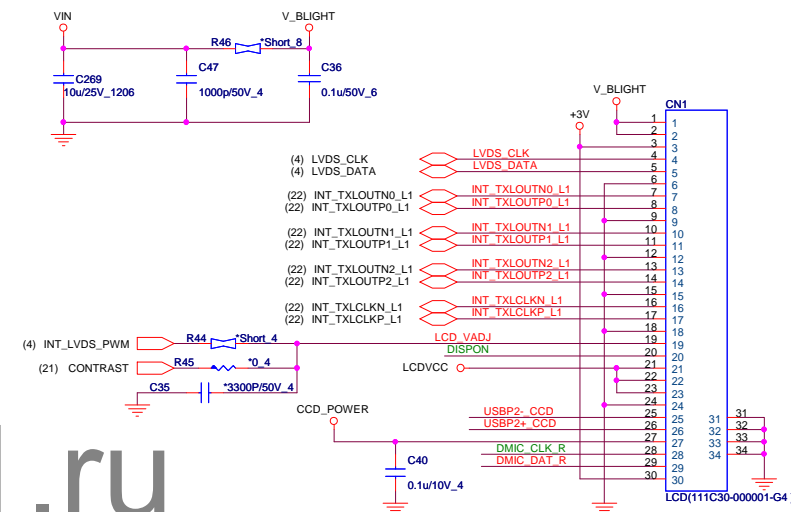 VIN
V_BLIGHT
R46
*Short_8
C269
10u/25V_1206
C47
1000p/50V_4
C36
0.1u/50V_6
V_BLIGHT
+3V
CN1
(4) LVDS_CLK
LVDS_CLK
(4) LVDS_DATA
LVDS_DATA
(22) INT_TXLOUTN0_L1
INT_TXLOUTN0_L1
(22) INT_TXLOUTP0_L1
INT_TXLOUTP0_L1
(22) INT_TXLOUTN1_L1
INT_TXLOUTN1_L1
(22) INT_TXLOUTP1_L1
INT_TXLOUTP1_L1
(22) INT_TXLOUTN2_L1
INT_TXLOUTN2_L1
(22) INT_TXLOUTP2_L1
INT_TXLOUTP2_L1
(22) INT_TXLCLKN_L1
INT_TXLCLKN_L1
(22) INT_TXLCLKP_L1
INT_TXLCLKP_L1
(4) INT_LVDS_PWM
R44
*Short_4
LCD_VADJ
(21) CONTRAST
R45
*0_4
DISPON
LCDVCC
C35
*3300P/50V_4
CCD_POWER
USBP2-_CCD
USBP2+_CCD
DMIC_CLK_R
DMIC_DAT_R
C40
0.1u/10V_4
1 1
2 2
3 3
4 4
5 5
6 6
7 7
8 8
9 9
10 10
11 11
12 12
13 13
14 14
15 15
16 16
17 17
18 18
19 19
20 20
21 21
22 22
23 23
24 24
25 25 31 31
26 26 32 32
27 27 33 33
28 28 34 34
29 29
30 30
LCD(111C30-000001-G4
.ru